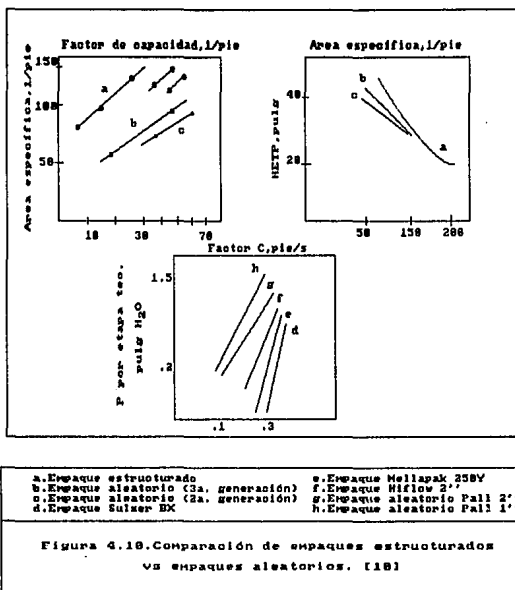 Factor de capacidad,1/pie
Area específica,1/pie
150
100
50
a
b
c
10
30
70
Area especifica,1/pie
HETP,pulg
40
20
b
c
a
50
150
200
Factor C,pie/s
P por etapa teo.
pulg H2O
1.5
.2
h
g
f
e
d
.1
.3
a.Empaque estructurado
b.Empaque aleatorio (3a. generación)
c.Empaque aleatorio (2a. generación)
d.Empaque Sulzer BX
e.Empaque Mellapak 250Y
f.Empaque Hiflow 2''
g.Empaque aleatorio Pall 2'
h.Empaque aleatorio Pall 1'
Figura 4.10.Comparación de empaques estructurados
vs empaques aleatorios. [10]